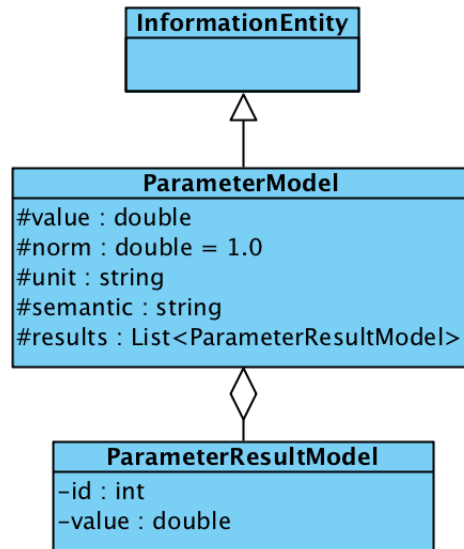 InformationEntity
ParameterModel
#value : double
#norm : double = 1.0
#unit : string
#semantic : string
#results : List<ParameterResultModel>
ParameterResultModel
-id : int
-value : double